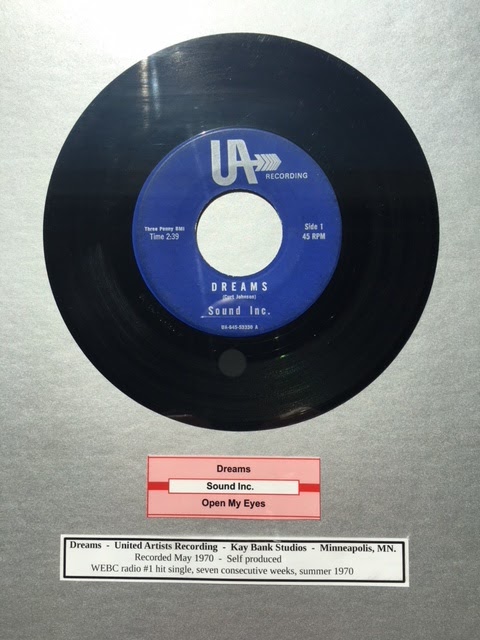 UA
RECORDING
Three Penny BMI
Time 2:39
Side 1
45 RPM
DREAMS
(Curt Johnson)
Sound Inc.
Dreams
Sound Inc.
Open My Eyes
Dreams - United Artists Recording - Kay Bank Studios - Minneapolis, MN.
Recorded May 1970 - Self produced
WEBC radio #1 hit single, seven consecutive weeks, summer 1970